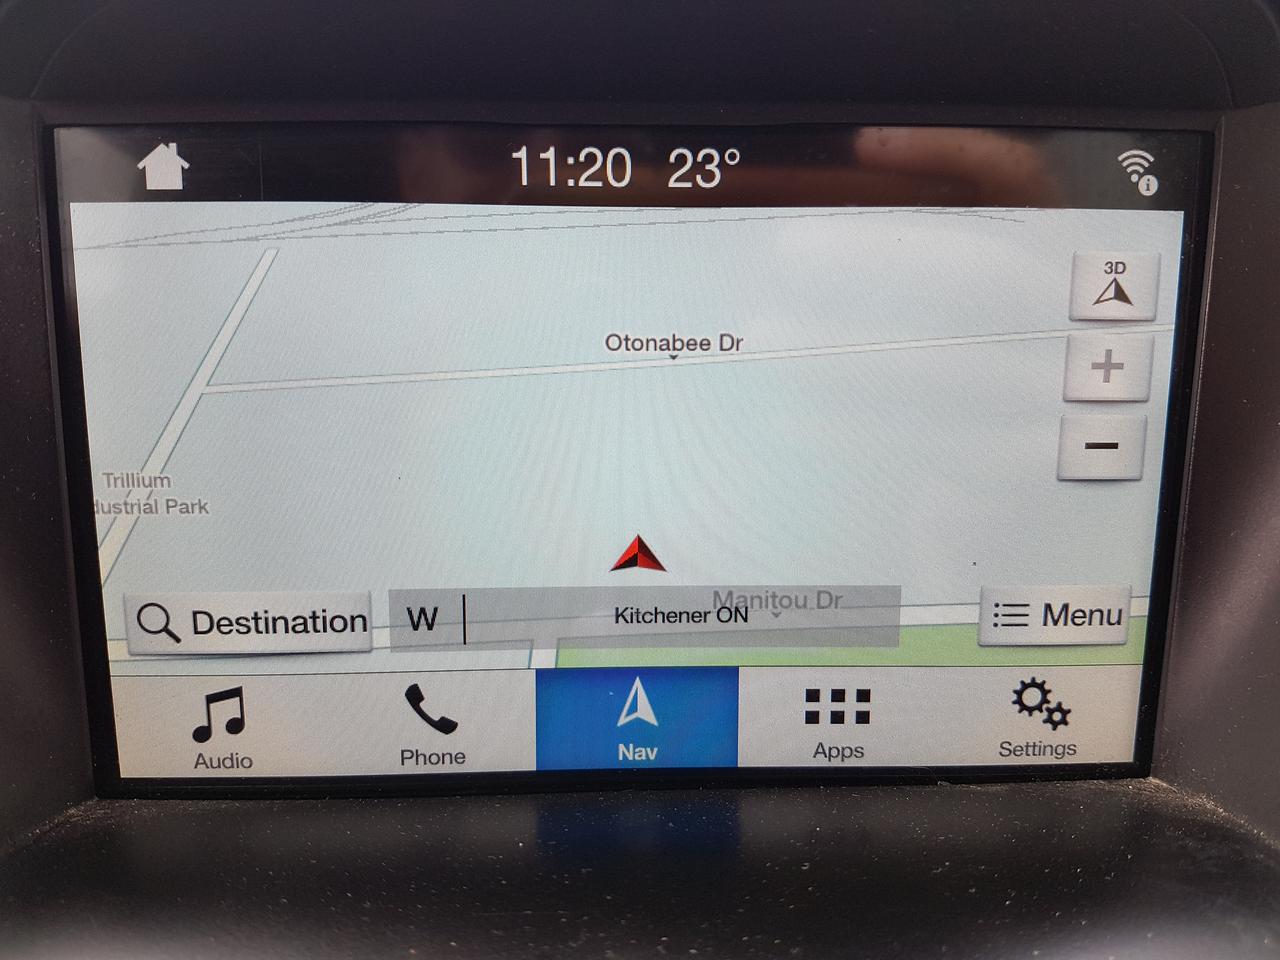 11:20 23°
3D
Otonabee Dr
Trillium
dustrial Park
Destination
W
Manitou Dr
Kitchener ON
Menu
Audio
Phone
Nav
Apps
Settings